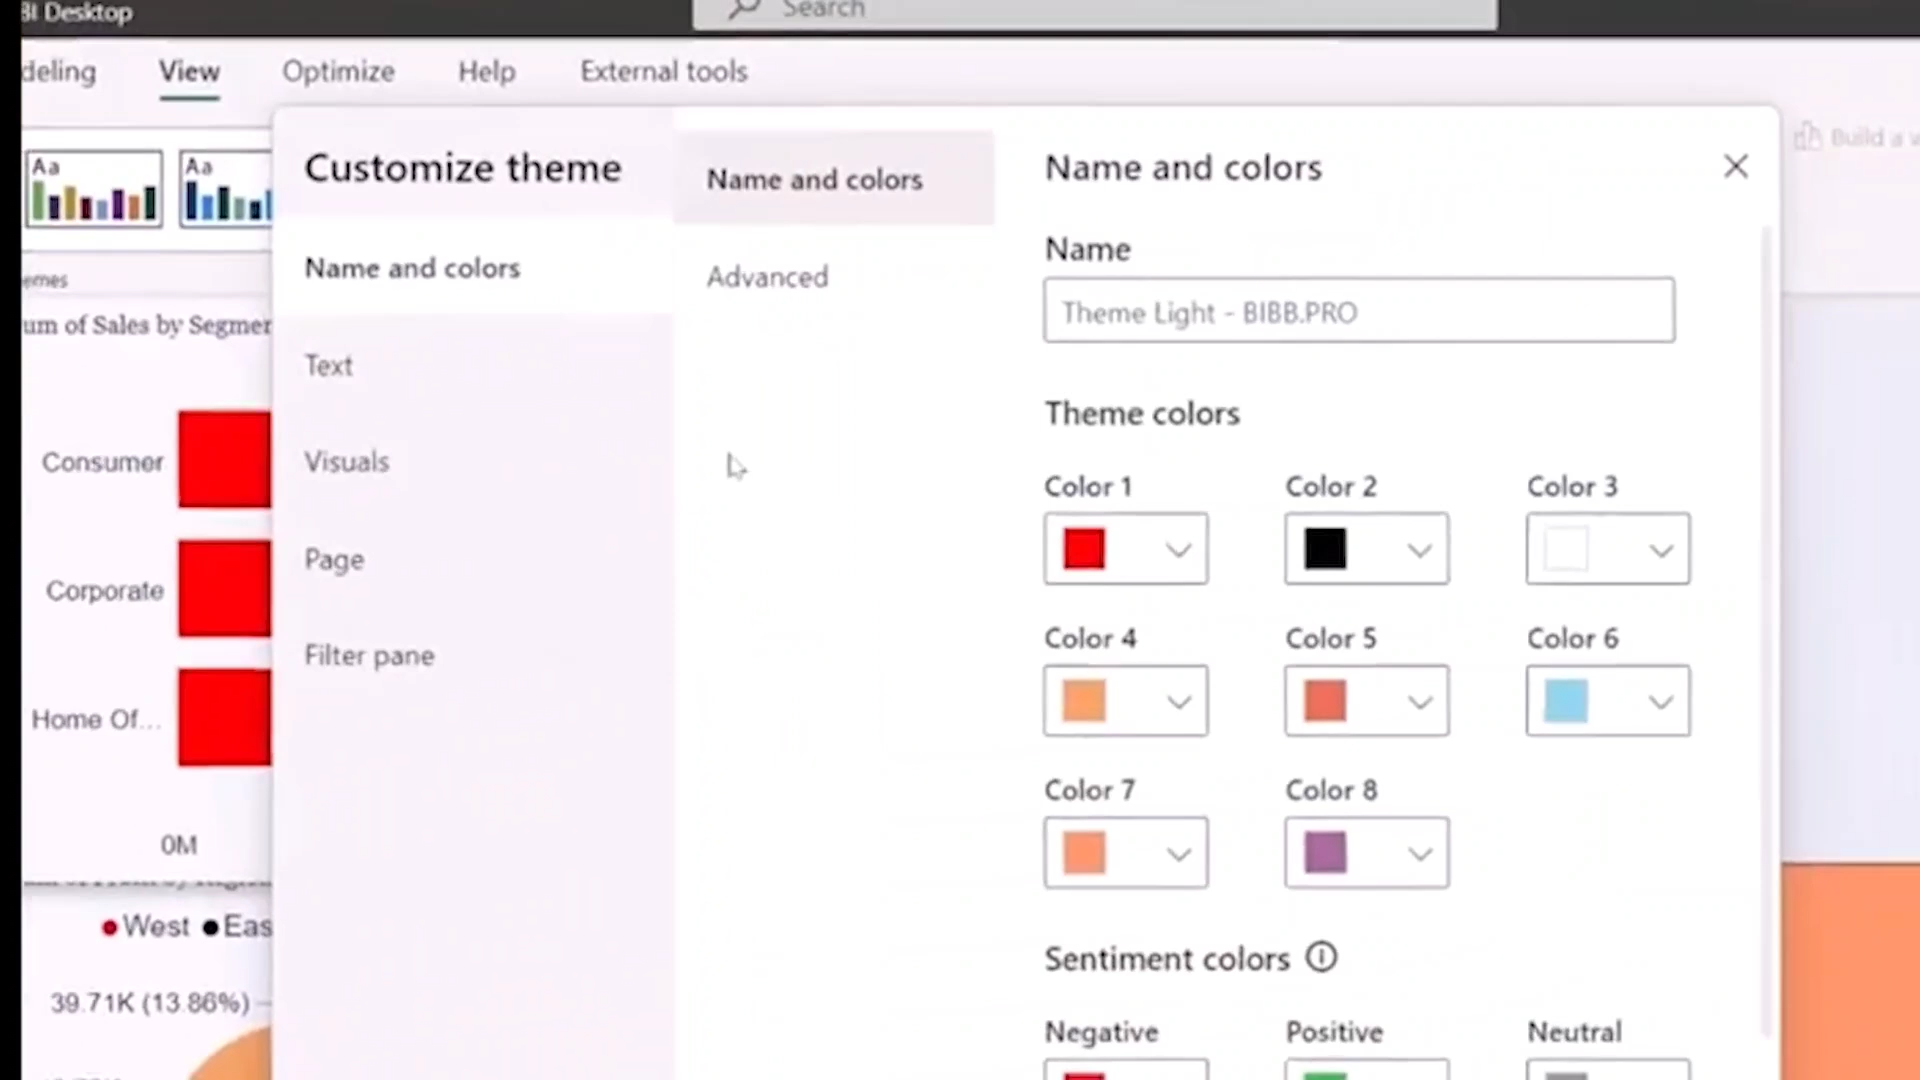 BI Desktop
Search
deling View Optimize Help External tools
Build a v
Aa Aa
emes
Customize theme
Name and colors
Text
Visuals
Page
Filter pane
Name and colors
Advanced
Name and colors
Name
Theme Light - BIBB.PRO
Theme colors
Color 1 Color 2 Color 3
Color 4 Color 5 Color 6
Color 7 Color 8
Sentiment colors
Negative Positive Neutral
um of Sales by Segmer
Consumer
Corporate
Home Of...
0M
West Eas
39.71K (13.86%)